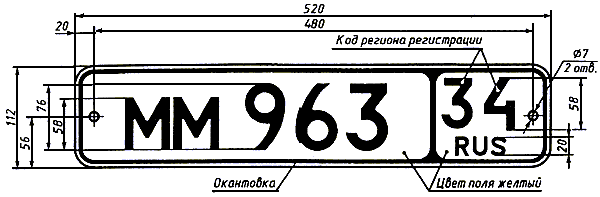 520
20 480
Код региона регистрации
⌀7
2 отв.
112 76 58 56
ММ 963 34
RUS
58
20
Окантовка Цвет поля желтый